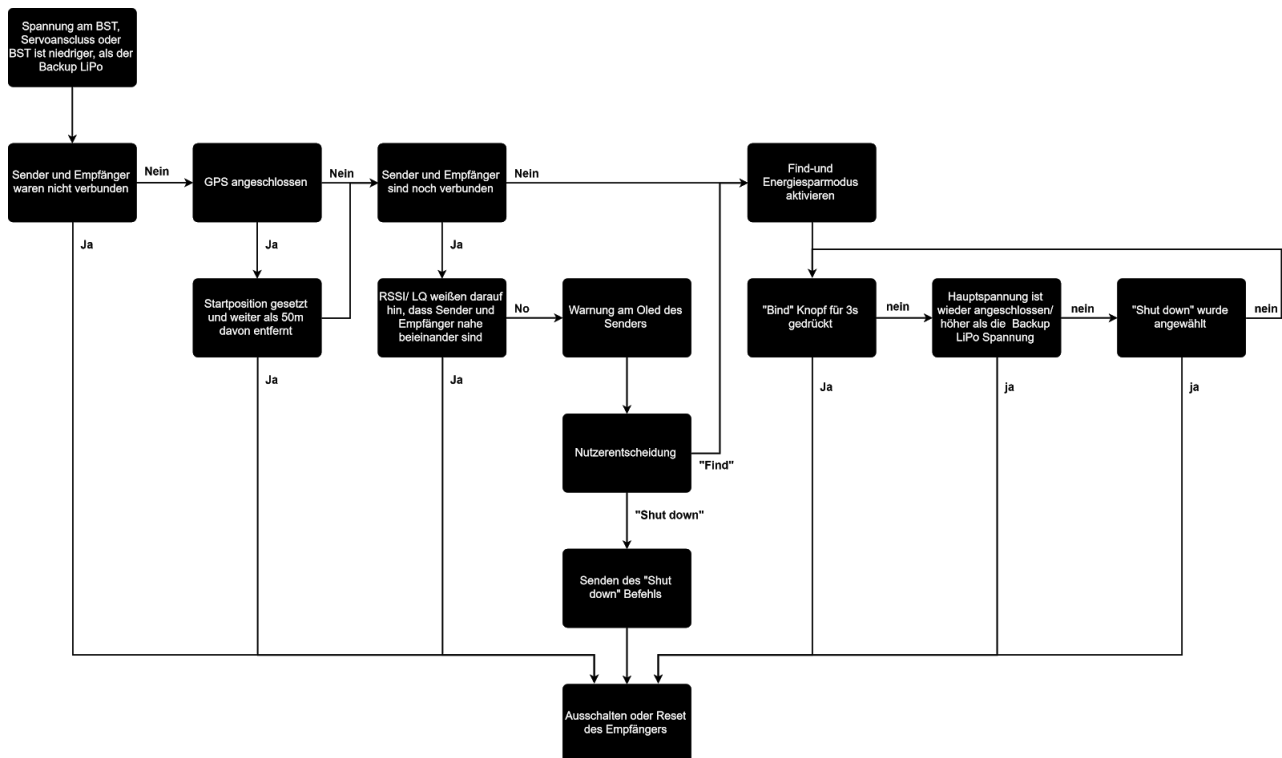 Spannung am BST,
Servoanscluss oder
BST ist niedriger, als der
Backup LiPo
Sender und Empfänger
waren nicht verbunden
Nein
GPS angeschlossen
Nein
Sender und Empfänger
sind noch verbunden
Nein
Find-und
Energiesparmodus
aktivieren
Ja
Ja
Ja
Startposition gesetzt
und weiter als 50m
davon entfernt
RSSI/ LQ weißen darauf
hin, dass Sender und
Empfänger nahe
beieinander sind
No
Warnung am Oled des
Senders
"Bind" Knopf für 3s
gedrückt
nein
Hauptspannung ist
wieder angeschlossen/
höher als die Backup
LiPo Spannung
nein
"Shut down" wurde
angewählt
nein
Ja
Ja
Ja
ja
ja
Nutzerentscheidung
"Find"
"Shut down"
Senden des "Shut
down" Befehls
Ausschalten oder Reset
des Empfängers